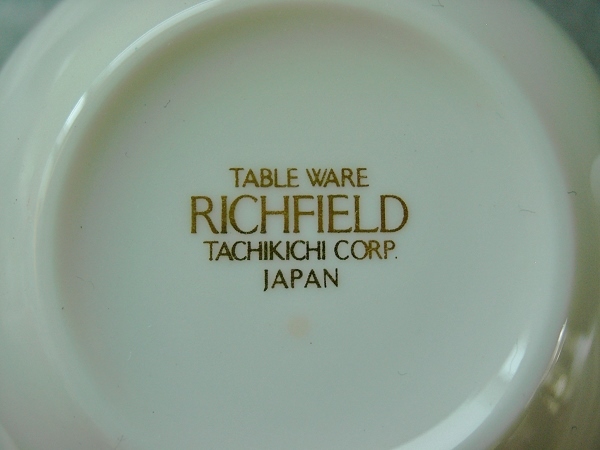 TABLE WARE
RICHFIELD
TACHIKICHI CORP.
JAPAN